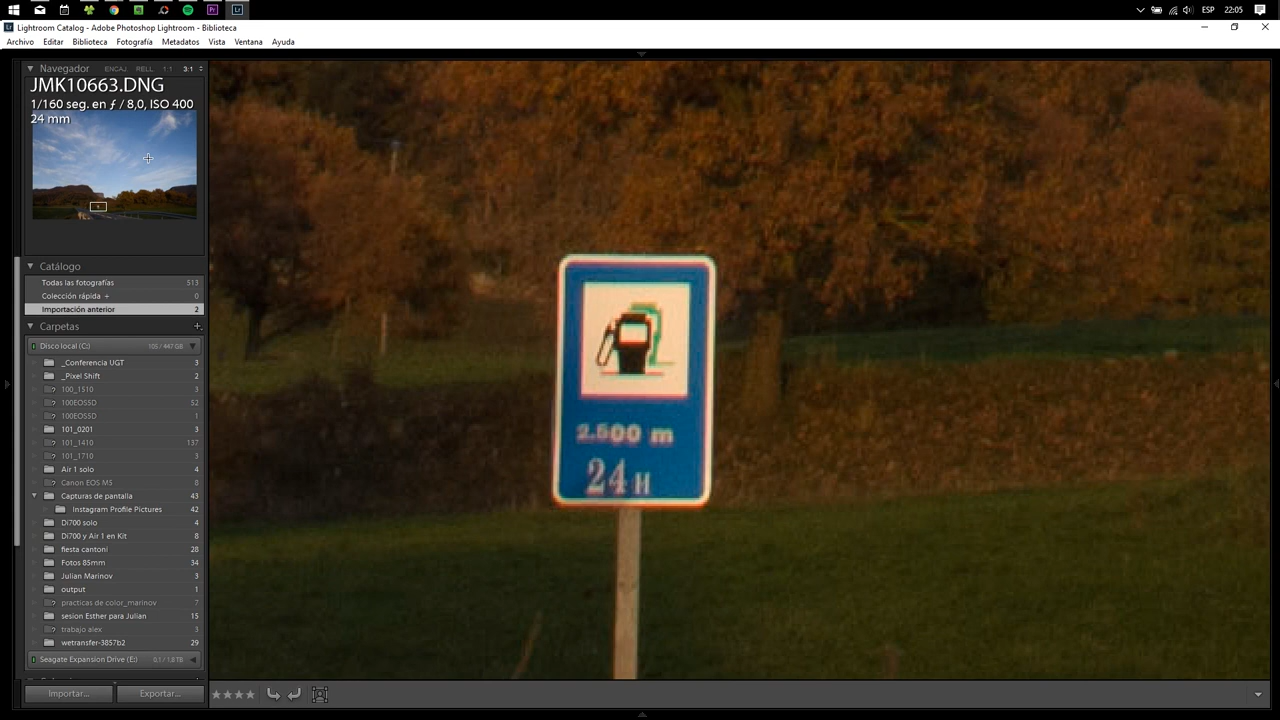 ESP
22:05
Lightroom Catalog - Adobe Photoshop Lightroom - Biblioteca
Archivo Editar Biblioteca Fotografía Metadatos Vista Ventana Ayuda
Navegador ENCAJ. RELL. 1:1 3:1
JMK10663.DNG
1/160 seg. en ƒ / 8,0, ISO 400
24 mm
Catálogo
Todas las fotografías 513
Colección rápida + 0
Importación anterior 2
Carpetas +
Disco local (C:) 105 / 447 GB
_Conferencia UGT 3
_Pixel Shift 2
100_1510 3
100EOS5D 52
100EOS5D 1
101_0201 3
101_1410 137
101_1710 3
Air 1 solo 4
Canon EOS M5 8
Capturas de pantalla 43
Instagram Profile Pictures 42
Di700 solo 4
Di700 y Air 1 en Kit 8
fiesta cantoni 28
Fotos 85mm 34
Julian Marinov 3
output 1
practicas de color_marinov 7
sesion Esther para Julian 15
trabajo alex 3
wetransfer-3857b2 29
Seagate Expansion Drive (E:) 0,1 / 1,8 TB
Importar... Exportar...
2.500 m
24 H